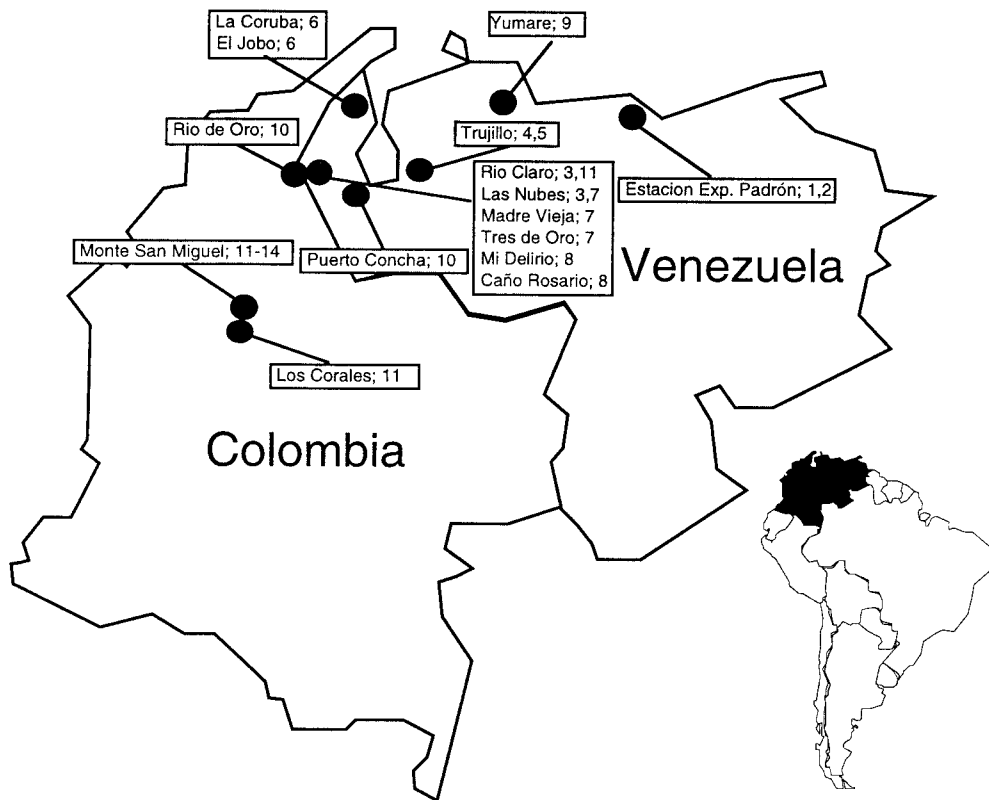 La Coruba; 6
El Jobo; 6
Yumare; 9
Rio de Oro; 10
Trujillo; 4,5
Rio Claro; 3,11
Las Nubes; 3,7
Madre Vieja; 7
Tres de Oro; 7
Mi Delirio; 8
Caño Rosario; 8
Estacion Exp. Padrón; 1,2
Monte San Miguel; 11-14
Puerto Concha; 10
Venezuela
Los Corales; 11
Colombia